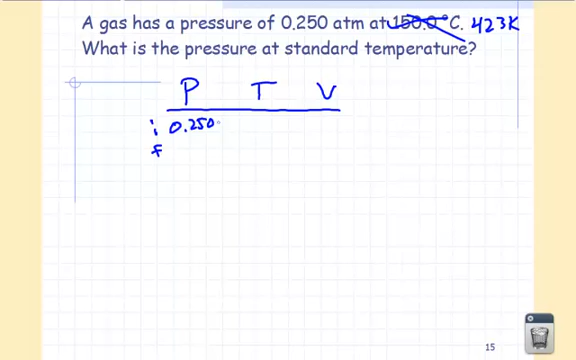 A gas has a pressure of 0.250 atm at 150.0 °C. 423K
What is the pressure at standard temperature?
P T V
i 0.250
f
15